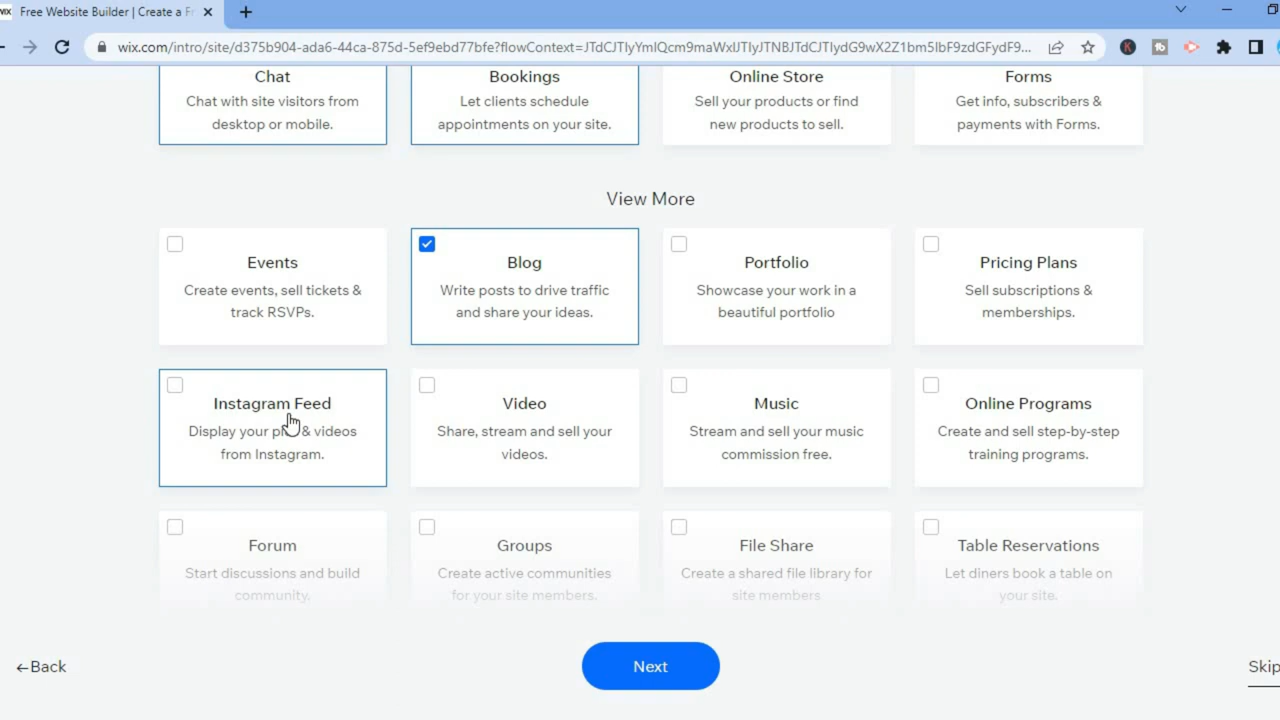 WIX Free Website Builder | Create a Fr
wix.com/intro/site/d375b904-ada6-44ca-875d-5ef9ebd77bfe?flowContext=JTdCJTIyYmlQcm9maWxlJTIyJTNBJTdCJTIydG9wX2Z1bm5lbF9zdGFydF9...
Chat
Chat with site visitors from
desktop or mobile.
Bookings
Let clients schedule
appointments on your site.
Online Store
Sell your products or find
new products to sell.
Forms
Get info, subscribers &
payments with Forms.
View More
Events
Create events, sell tickets &
track RSVPs.
Blog
Write posts to drive traffic
and share your ideas.
Portfolio
Showcase your work in a
beautiful portfolio
Pricing Plans
Sell subscriptions &
memberships.
Instagram Feed
Display your & videos
from Instagram.
Video
Share, stream and sell your
videos.
Music
Stream and sell your music
commission free.
Online Programs
Create and sell step-by-step
training programs.
Forum
Start discussions and build
community.
Groups
Create active communities
for your site members.
File Share
Create a shared file library for
site members
Table Reservations
Let diners book a table on
your site.
←Back
Next
Skip